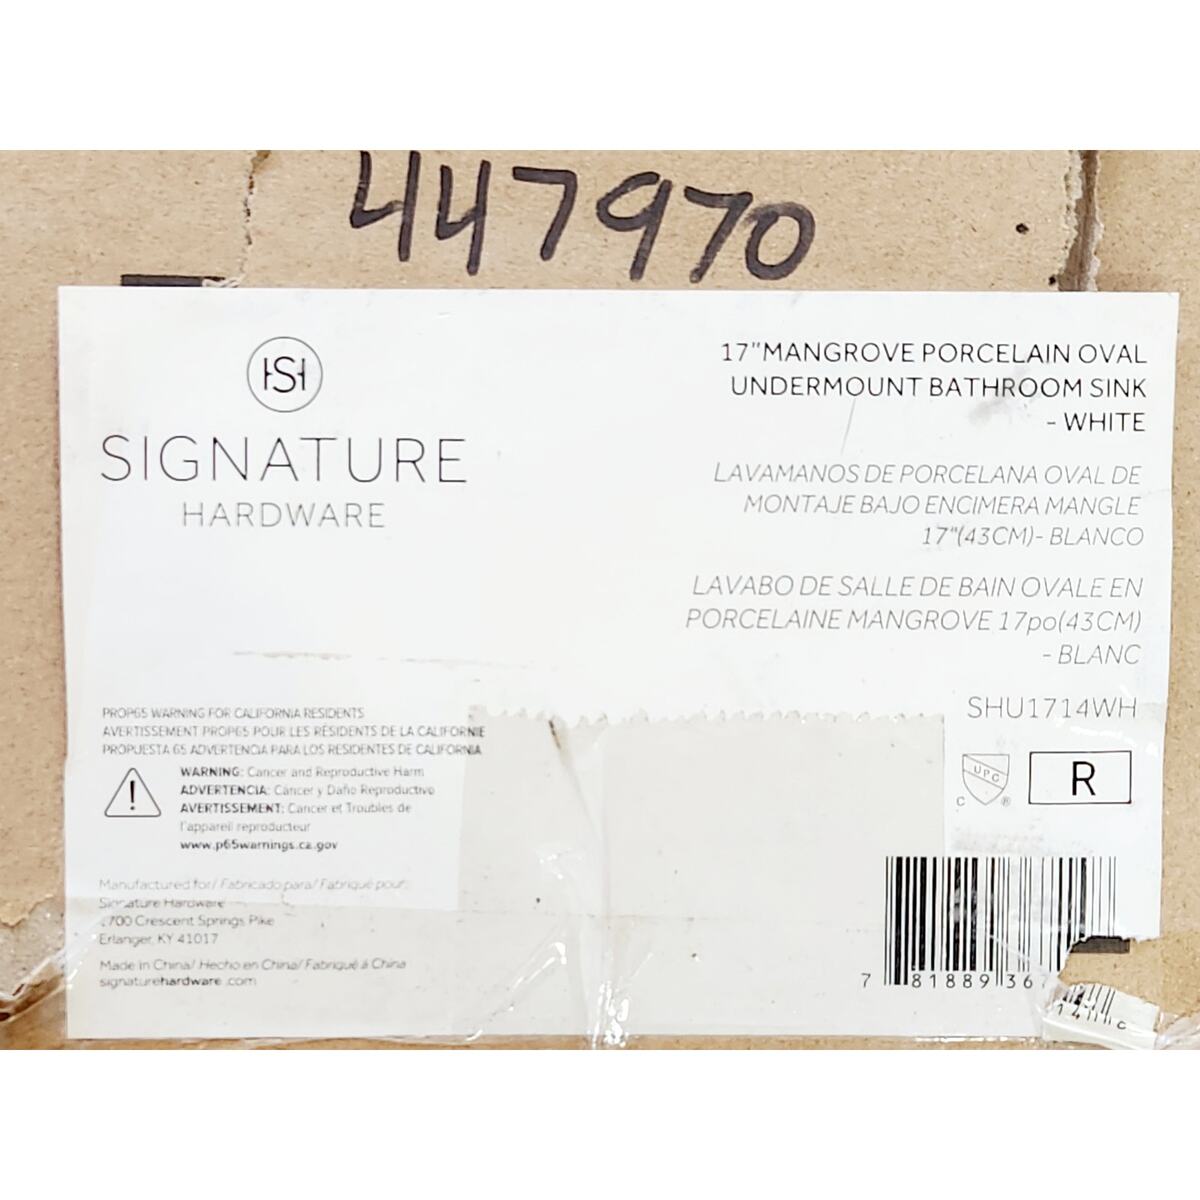 447970
HS
SIGNATURE
HARDWARE
17"MANGROVE PORCELAIN OVAL
UNDERMOUNT BATHROOM SINK
- WHITE
LAVAMANOS DE PORCELANA OVAL DE
MONTAJE BAJO ENCIMERA MANGLE
17"(43CM)- BLANCO
LAVABO DE SALLE DE BAIN OVALE EN
PORCELAINE MANGROVE 17po(43CM)
- BLANC
SHU1714WH
UPC
C ®
R
PROP65 WARNING FOR CALIFORNIA RESIDENTS
AVERTISSEMENT PROP65 POUR LES RÉSIDENTS DE LA CALIFORNIE
PROPUESTA 65 ADVERTENCIA PARA LOS RESIDENTES DE CALIFORNIA
! WARNING: Cancer and Reproductive Harm
ADVERTENCIA: Cáncer y Daño Reproductivo
AVERTISSEMENT: Cancer et Troubles de
l'appareil reproducteur
www.p65warnings.ca.gov
Manufactured for/ Fabricado para/ Fabriqué pour:
Signature Hardware
2700 Crescent Springs Pike
Erlanger, KY 41017
Made in China/ Hecho en China/ Fabriqué à China
signaturehardware.com
7 81889 36